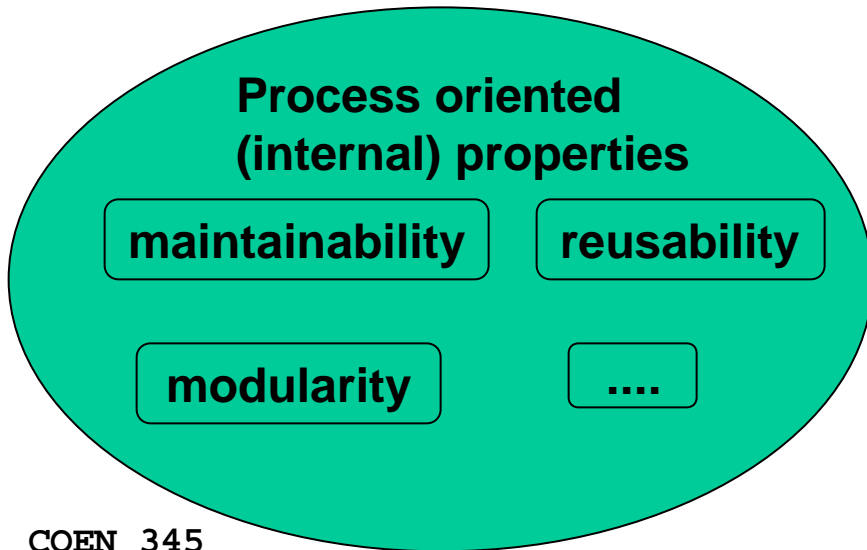 Process oriented
(internal) properties
maintainability
reusability
modularity
....
COEN 345